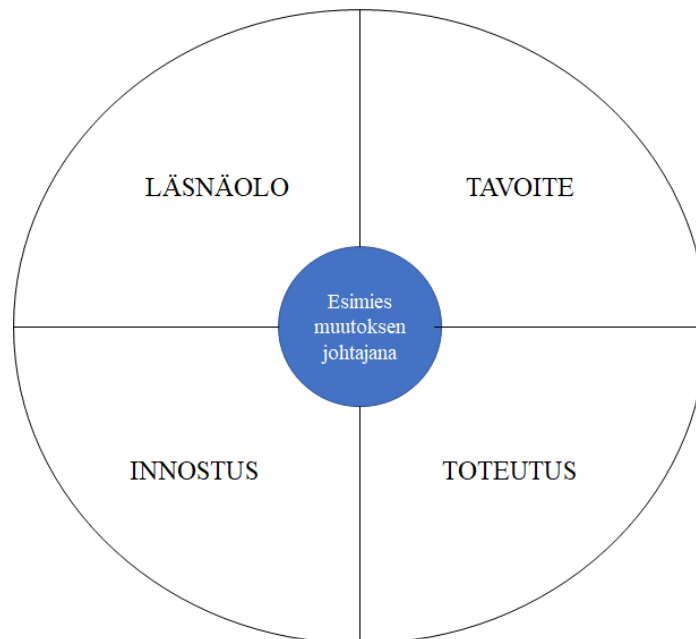 LÄSNÄOLO
TAVOITE
Esimies
muutoksen
johtajana
INNOSTUS
TOTEUTUS